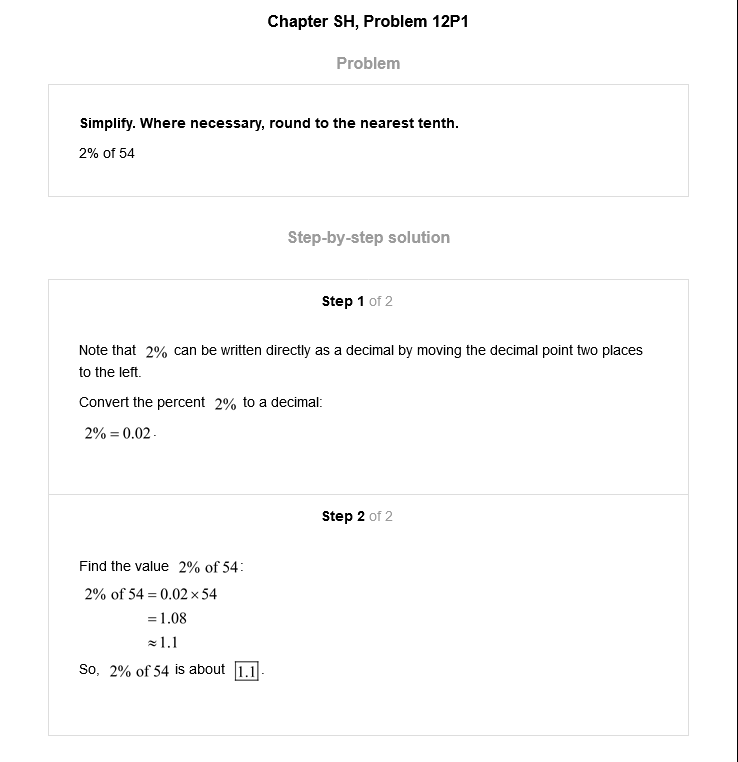 Chapter SH, Problem 12P1
Problem
Simplify. Where necessary, round to the nearest tenth.
2% of 54
Step-by-step solution
Step 1 of 2
Note that 2% can be written directly as a decimal by moving the decimal point two places
to the left.
Convert the percent 2% to a decimal:
2% = 0.02.
Step 2 of 2
Find the value 2% of 54:
2% of 54 = 0.02 × 54
= 1.08
≈ 1.1
So, 2% of 54 is about 1.1.